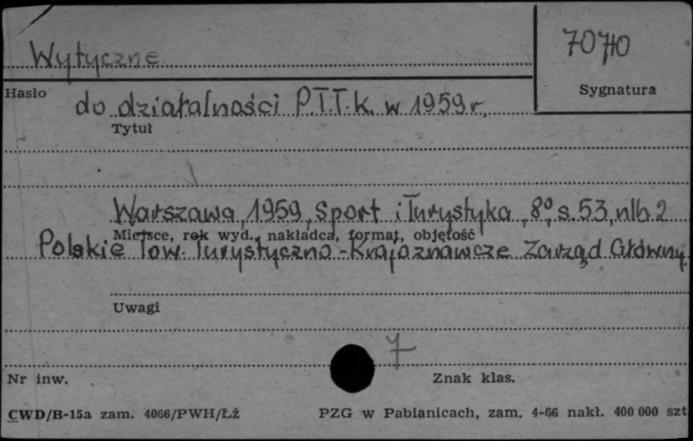 Wytyczne
70710
Hasło
Sygnatura
do działalności P.T.T.K. w 1959 r.
Tytuł
Warszawa, 1959, Sport i Turystyka, 8°, s. 53, nlb. 2
Miejsce, rok wyd., nakładca, format, objętość
Polskie Tow. Turystyczno-Krajoznawcze Zarząd Główny.
Uwagi
7
Nr inw.
Znak klas.
CWD/B-15a zam. 4066/PWH/Łż
PZG w Pabianicach, zam. 4-66 nakł. 400 000 szt